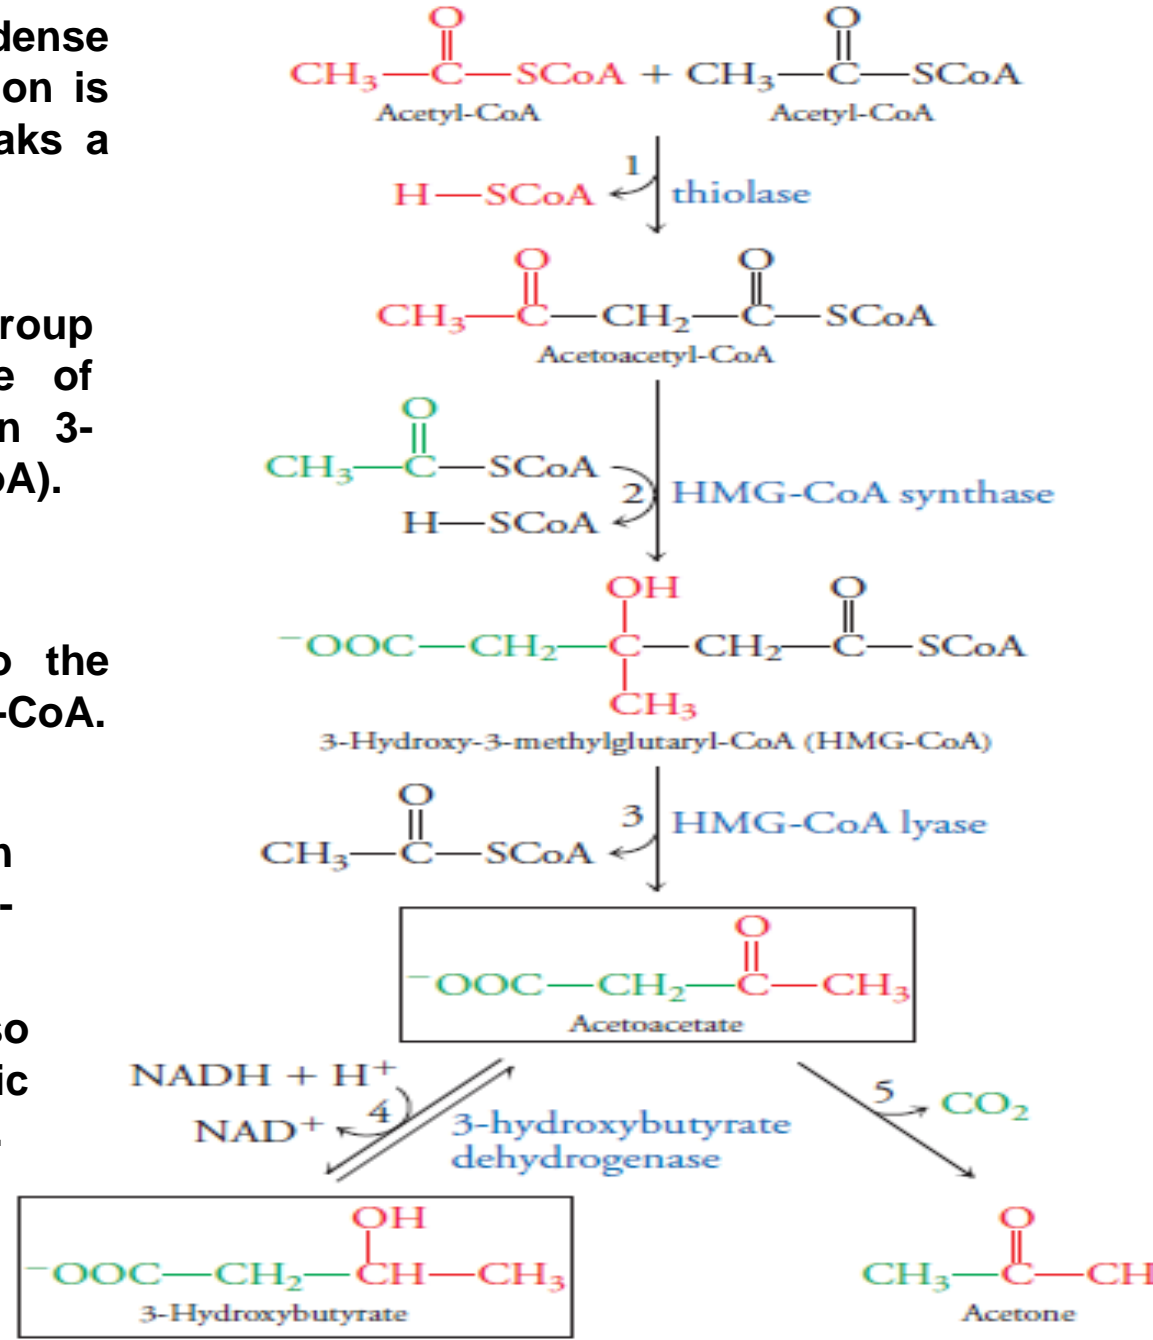 dense
on is
aks a
roup
e of
n 3-
oA).
o the
-CoA.
n
-
so
ic
.
O O
CH₃—C—SCoA + CH₃—C—SCoA
Acetyl-CoA Acetyl-CoA
1
H—SCoA thiolase
O O
CH₃—C—CH₂—C—SCoA
Acetoacetyl-CoA
O
CH₃—C—SCoA
2 HMG-CoA synthase
H—SCoA
OH O
⁻OOC—CH₂—C—CH₂—C—SCoA
CH₃
3-Hydroxy-3-methylglutaryl-CoA (HMG-CoA)
O
3 HMG-CoA lyase
CH₃—C—SCoA
O
⁻OOC—CH₂—C—CH₃
Acetoacetate
NADH + H⁺
4
NAD⁺
3-hydroxybutyrate
dehydrogenase
5 CO₂
OH
⁻OOC—CH₂—CH—CH₃
3-Hydroxybutyrate
O
CH₃—C—CH
Acetone